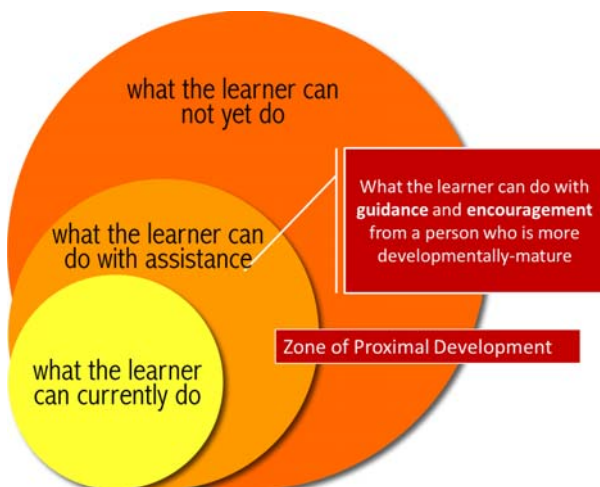 what the learner can
not yet do
What the learner can do with
guidance and encouragement
from a person who is more
developmentally-mature
what the learner can
do with assistance
Zone of Proximal Development
what the learner
can currently do